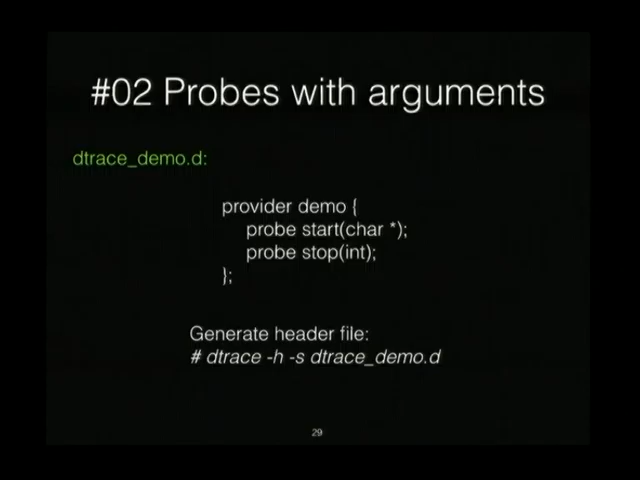 #02 Probes with arguments
dtrace_demo.d:
provider demo {
probe start(char *);
probe stop(int);
};
Generate header file:
# dtrace -h -s dtrace_demo.d
29